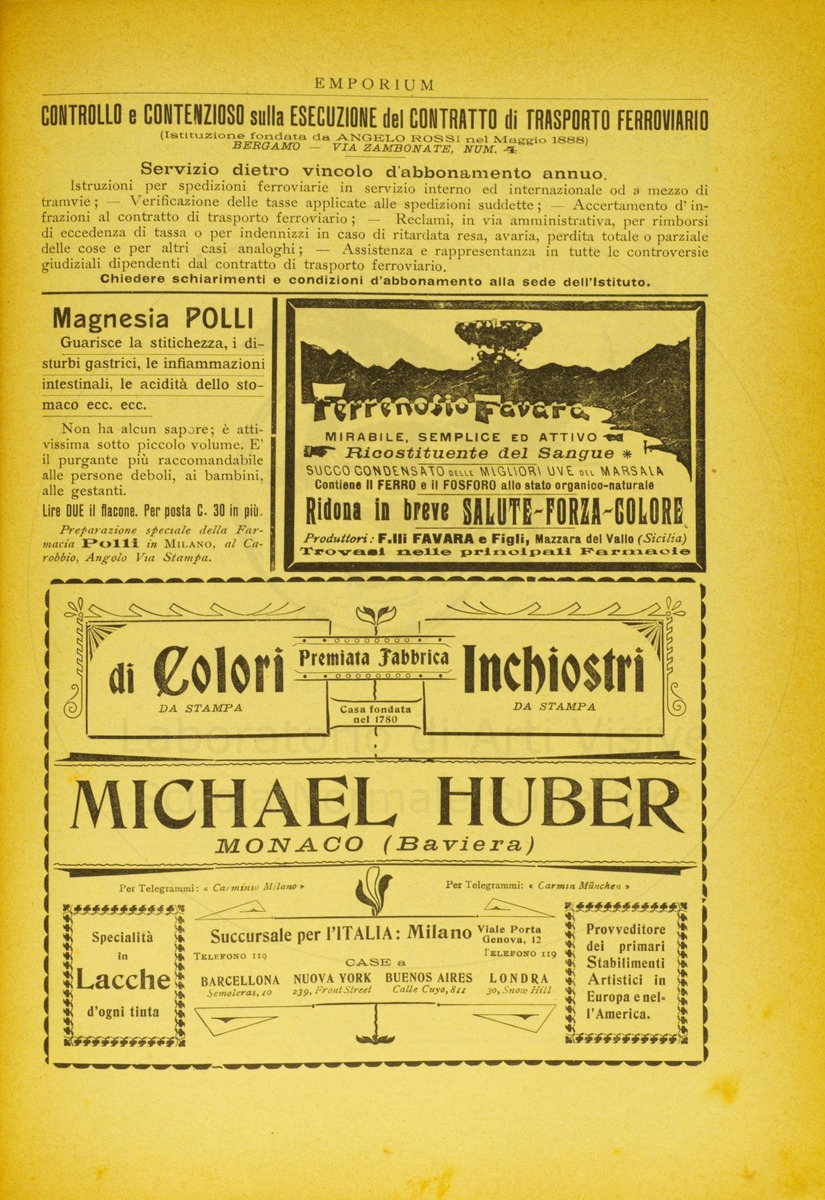 EMPORIUM
CONTROLLO e CONTENZIOSO sulla ESECUZIONE del CONTRATTO di TRASPORTO FERROVIARIO
(Istituzione fondata da ANGELO ROSSI nel Maggio 1888)
BERGAMO — VIA ZAMBONATE, NUM. 4
Servizio dietro vincolo d'abbonamento annuo.
Istruzioni per spedizioni ferroviarie in servizio interno ed internazionale od a mezzo di
tramvie; — Verificazione delle tasse applicate alle spedizioni suddette; — Accertamento d'in-
frazioni al contratto di trasporto ferroviario; — Reclami, in via amministrativa, per rimborsi
di eccedenza di tassa o per indennizzi in caso di ritardata resa, avaria, perdita totale o parziale
delle cose e per altri casi analoghi; — Assistenza e rappresentanza in tutte le controversie
giudiziali dipendenti dal contratto di trasporto ferroviario.
Chiedere schiarimenti e condizioni d'abbonamento alla sede dell'Istituto.
Magnesia POLLI
Guarisce la stitichezza, i di-
sturbi gastrici, le infiammazioni
intestinali, le acidità dello sto-
maco ecc. ecc.
Non ha alcun sapore; è atti-
vissima sotto piccolo volume. E'
il purgante più raccomandabile
alle persone deboli, ai bambini,
alle gestanti.
Lire DUE il flacone. Per posta C. 30 in più.
Preparazione speciale della Far-
macia Polli in MILANO, al Ca-
robbio, Angolo Via Stampa.
Ferrenosio Favara
MIRABILE, SEMPLICE ED ATTIVO
Ricostituente del Sangue *
SUCCO CONDENSATO DELLE MIGLIORI UVE DEL MARSALA
Contiene Il FERRO e il FOSFORO allo stato organico-naturale
Ridona in breve SALUTE-FORZA-COLORE
Produttori: F.lli FAVARA e Figli, Mazzara del Vallo (Sicilia)
Trovasi nelle principali Farmacie
Premiata Fabbrica
di Colori
DA STAMPA
Inchiostri
DA STAMPA
Casa fondata
nel 1780
MICHAEL HUBER
MONACO (Baviera)
Per Telegrammi: « Carminio Milano »
Per Telegrammi: « Carmin München »
Specialità
in
Lacche
d'ogni tinta
Succursale per l'ITALIA: Milano Viale Porta
Genova, 12
TELEFONO 119
TELEFONO 119
CASE a
BARCELLONA NUOVA YORK BUENOS AIRES LONDRA
Semoleras, 10 239, Front Street Calle Cuyo, 811 30, Snow Hill
Provveditore
dei primari
Stabilimenti
Artistici in
Europa e nel-
l'America.